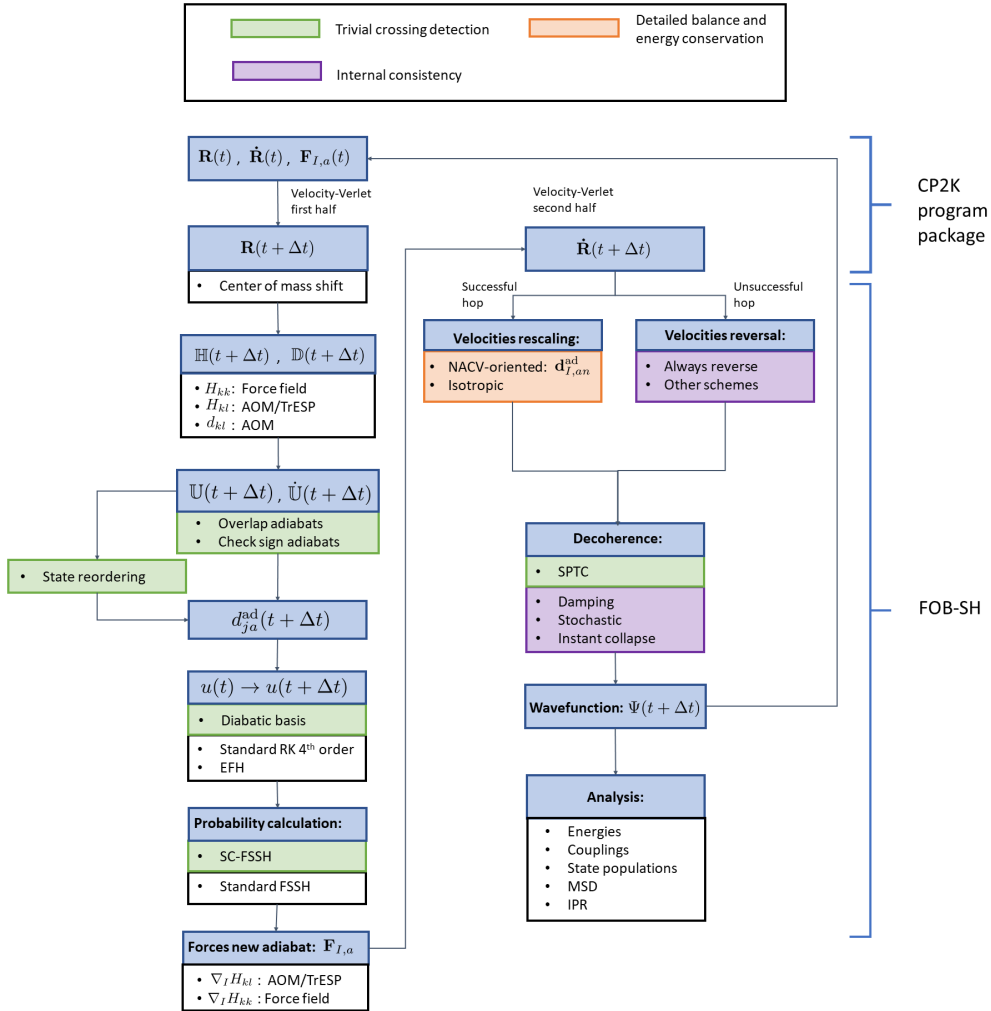 Trivial crossing detection
Detailed balance and
energy conservation
Internal consistency
R(t) , Ṙ(t) , F_{I,a}(t)
Velocity-Verlet
first half
R(t + Δt)
• Center of mass shift
ℍ(t + Δt) , 𝔻(t + Δt)
• H_{kk}: Force field
• H_{kl}: AOM/TrESP
• d_{kl}: AOM
𝕌(t + Δt) , 𝕌̇(t + Δt)
• Overlap adiabats
• Check sign adiabats
• State reordering
d^{ad}_{ja}(t + Δt)
u(t) → u(t + Δt)
• Diabatic basis
• Standard RK 4th order
• EFH
Probability calculation:
• SC-FSSH
• Standard FSSH
Forces new adiabat: F_{I,a}
• ∇_I H_{kl} : AOM/TrESP
• ∇_I H_{kk} : Force field
Velocity-Verlet
second half
Ṙ(t + Δt)
Successful
hop
Unsuccessful
hop
Velocities rescaling:
• NACV-oriented: d^{ad}_{I,an}
• Isotropic
Velocities reversal:
• Always reverse
• Other schemes
Decoherence:
• SPTC
• Damping
• Stochastic
• Instant collapse
Wavefunction: Ψ(t + Δt)
Analysis:
• Energies
• Couplings
• State populations
• MSD
• IPR
CP2K
program
package
FOB-SH